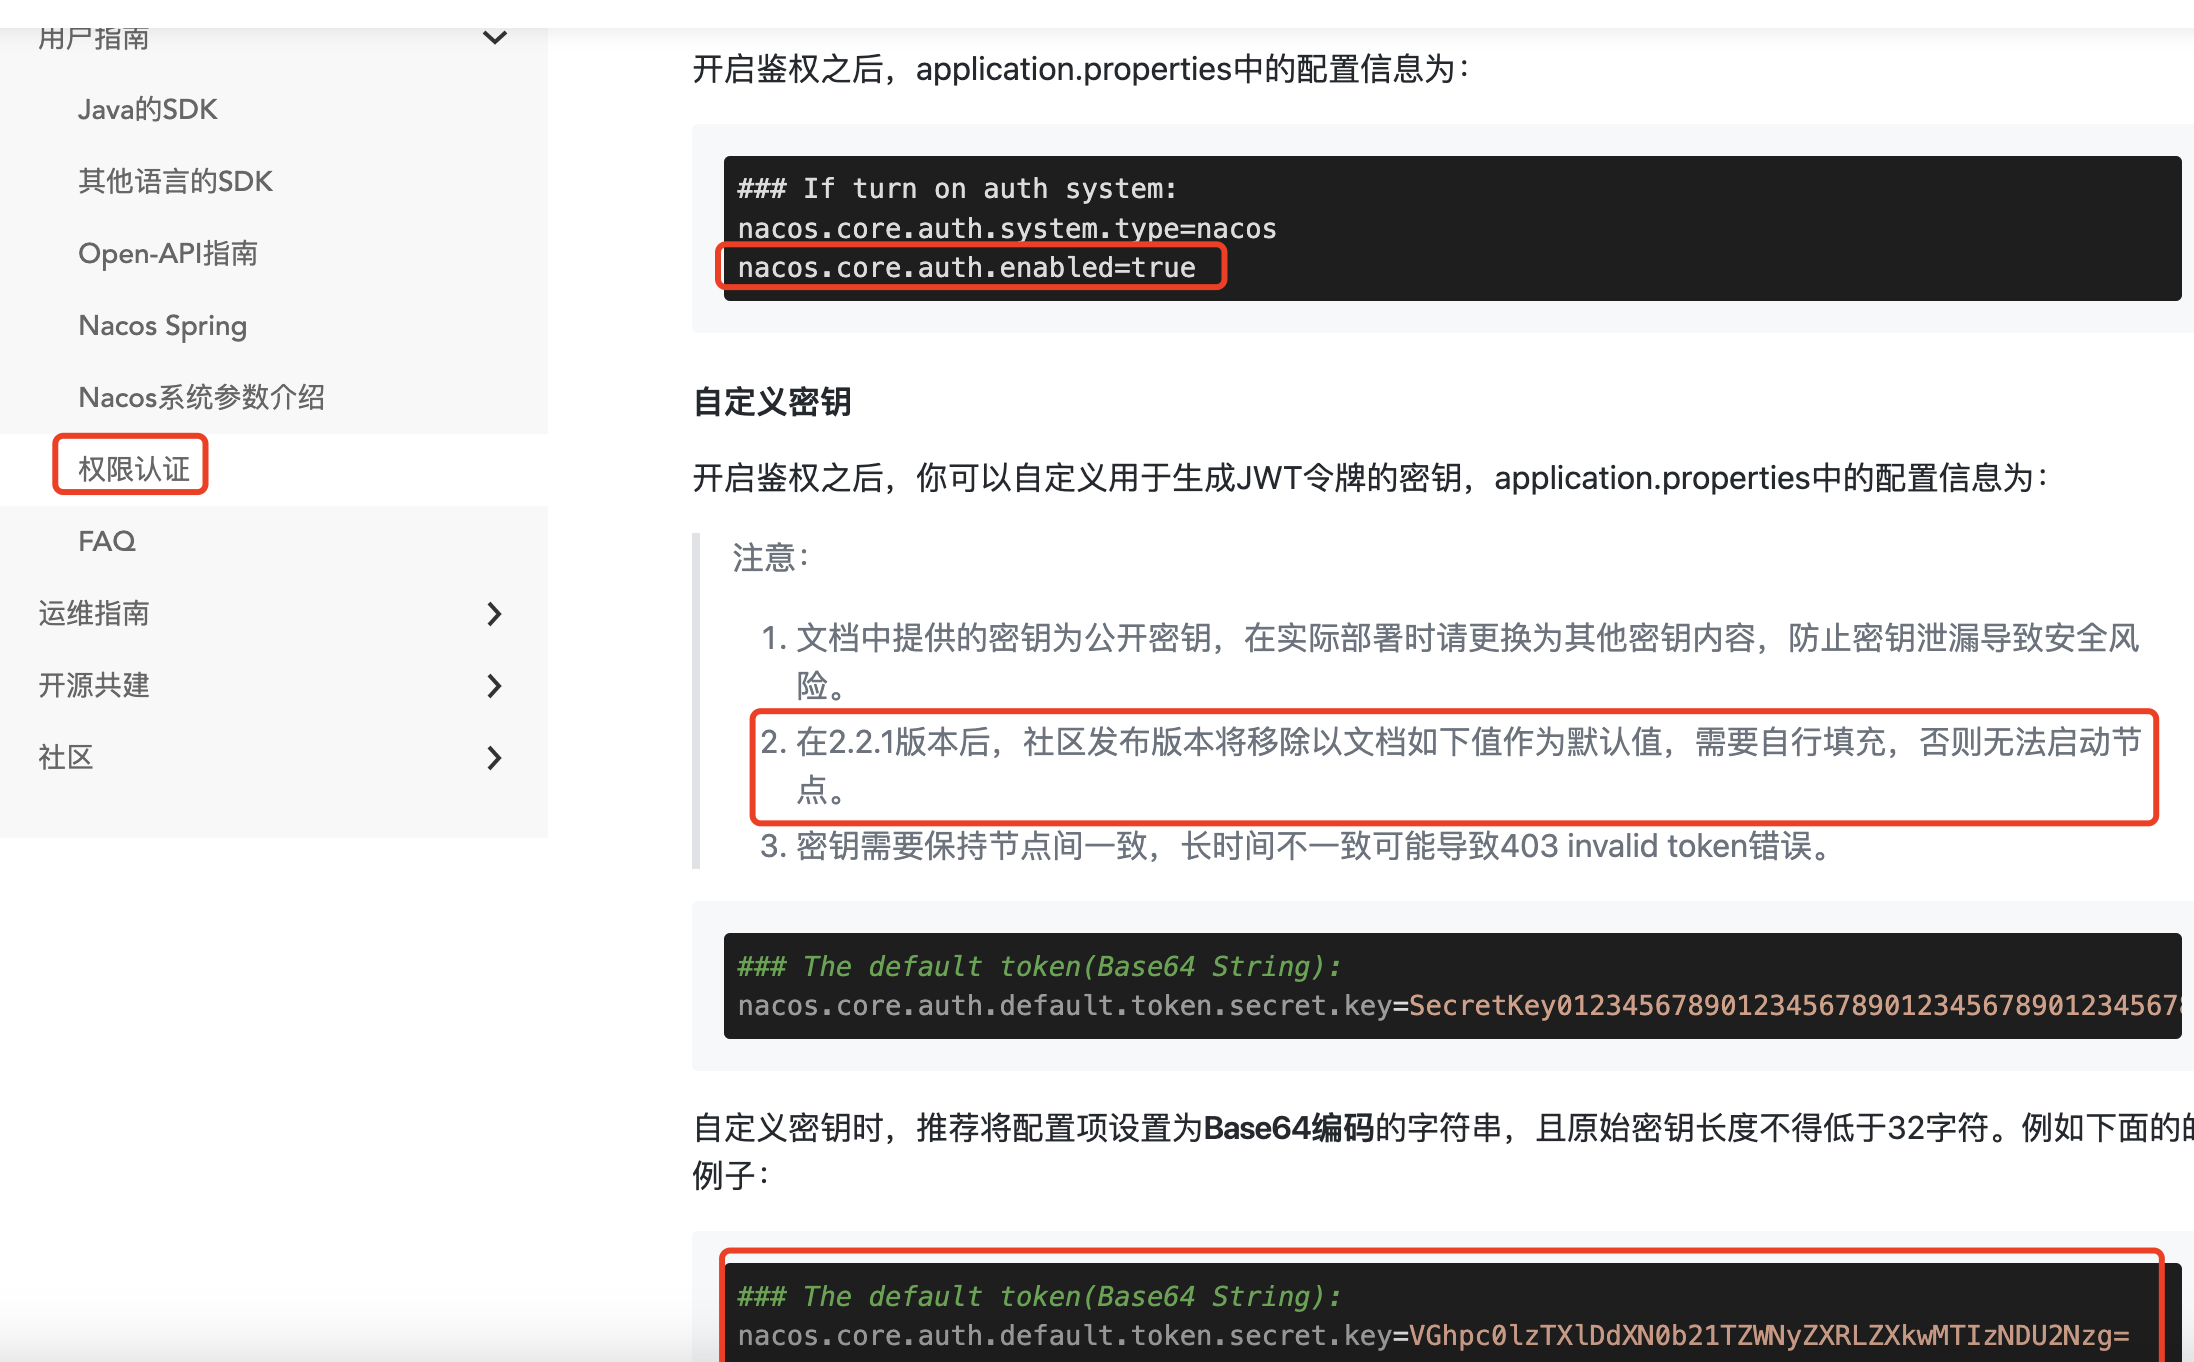 用户指南
Java的SDK
其他语言的SDK
Open-API指南
Nacos Spring
Nacos系统参数介绍
权限认证
FAQ
运维指南
开源共建
社区
开启鉴权之后，application.properties中的配置信息为：
### If turn on auth system:
nacos.core.auth.system.type=nacos
nacos.core.auth.enabled=true
自定义密钥
开启鉴权之后，你可以自定义用于生成JWT令牌的密钥，application.properties中的配置信息为：
注意：
1. 文档中提供的密钥为公开密钥，在实际部署时请更换为其他密钥内容，防止密钥泄漏导致安全风
险。
2. 在2.2.1版本后，社区发布版本将移除以文档如下值作为默认值，需要自行填充，否则无法启动节
点。
3. 密钥需要保持节点间一致，长时间不一致可能导致403 invalid token错误。
### The default token(Base64 String):
nacos.core.auth.default.token.secret.key=SecretKey01234567890123456789012345678
自定义密钥时，推荐将配置项设置为Base64编码的字符串，且原始密钥长度不得低于32字符。例如下面的的
例子：
### The default token(Base64 String):
nacos.core.auth.default.token.secret.key=VGhpc0lzTXlDdXN0b21TZWNyZXRLZXkwMTIzNDU2Nzg=